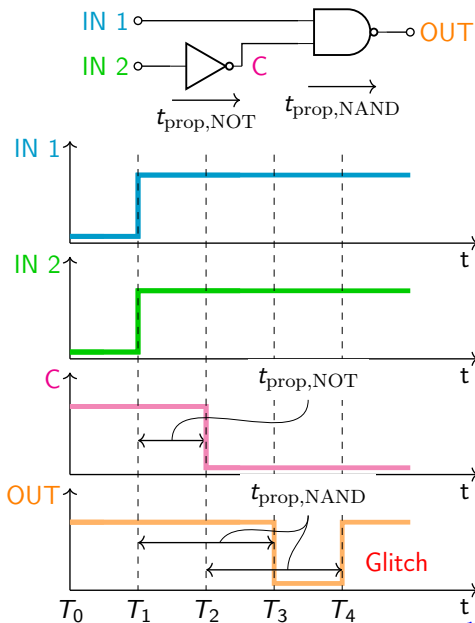 IN 1
OUT
IN 2
C
t_prop,NOT
t_prop,NAND
IN 1
t
IN 2
t
C
t_prop,NOT
t
OUT
t_prop,NAND
Glitch
T_0 T_1 T_2 T_3 T_4 t